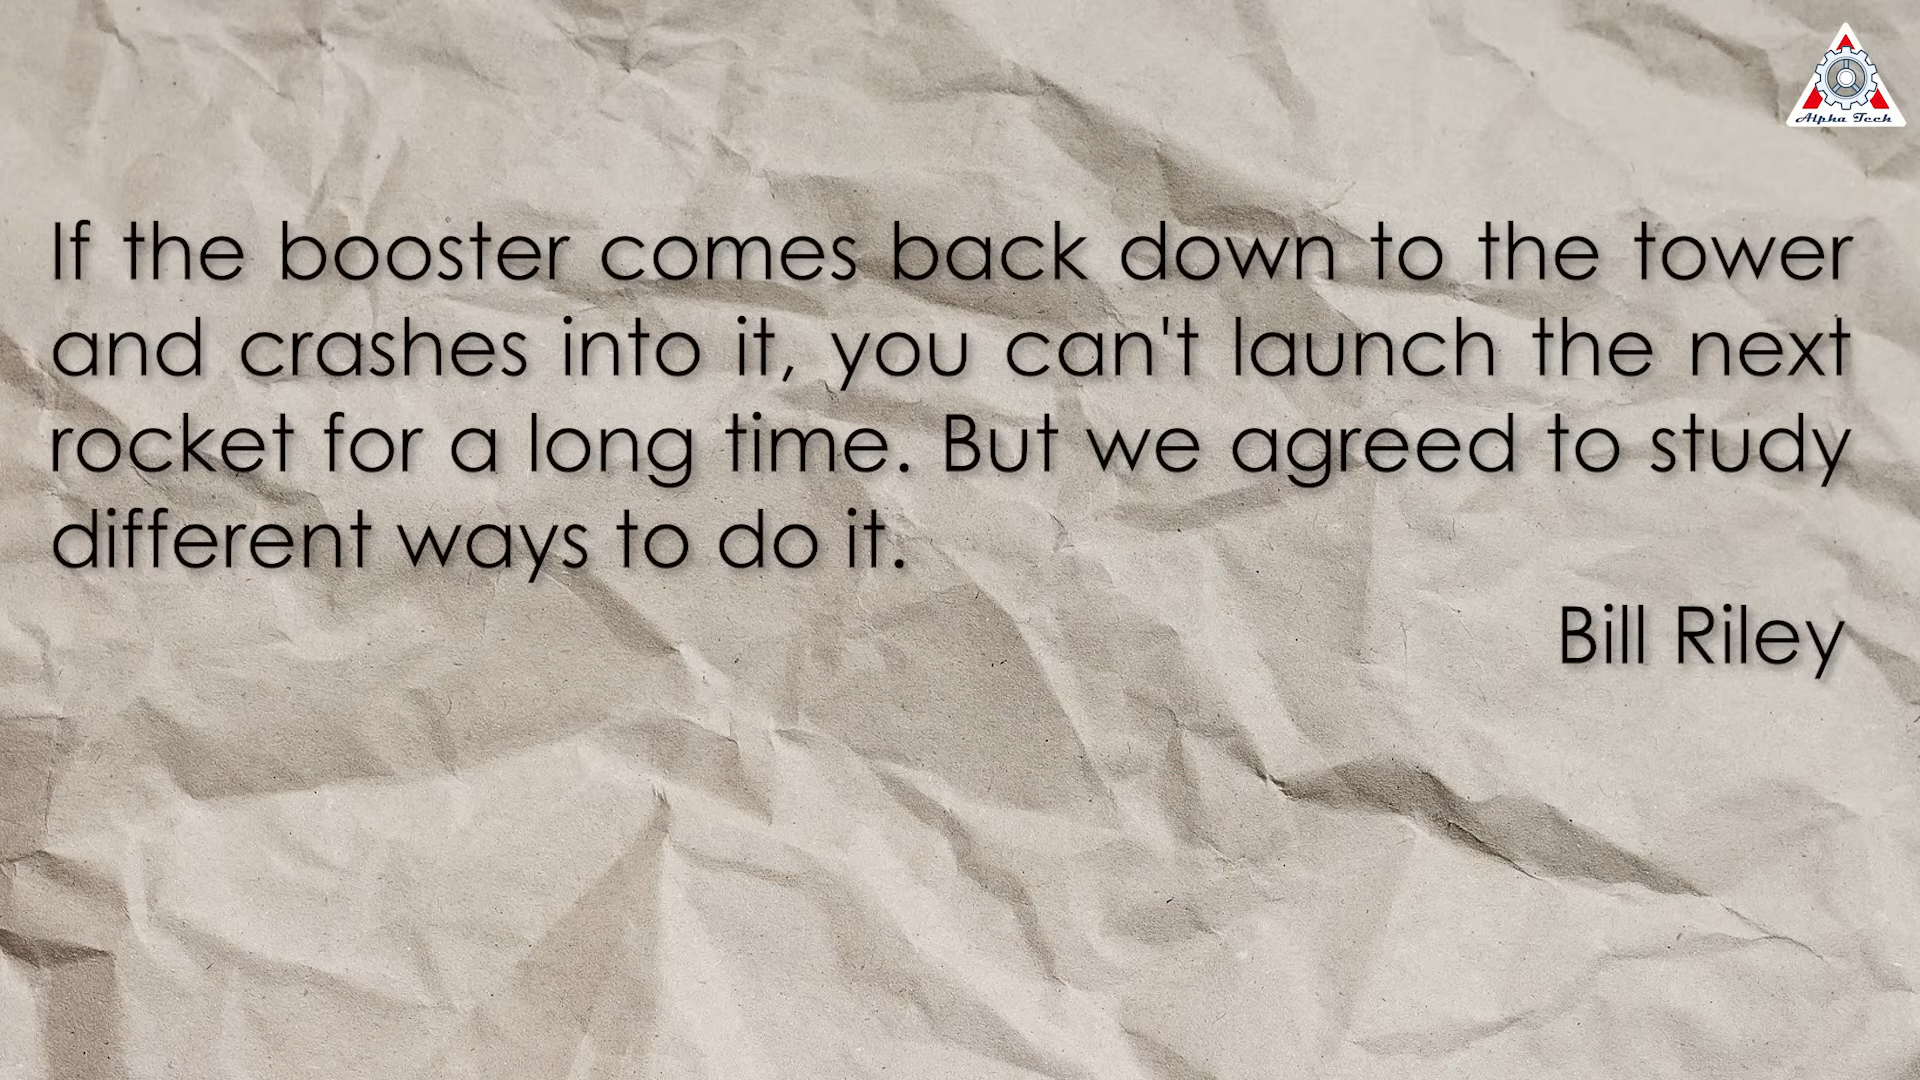 Alpha Tech
If the booster comes back down to the tower
and crashes into it, you can't launch the next
rocket for a long time. But we agreed to study
different ways to do it.
Bill Riley